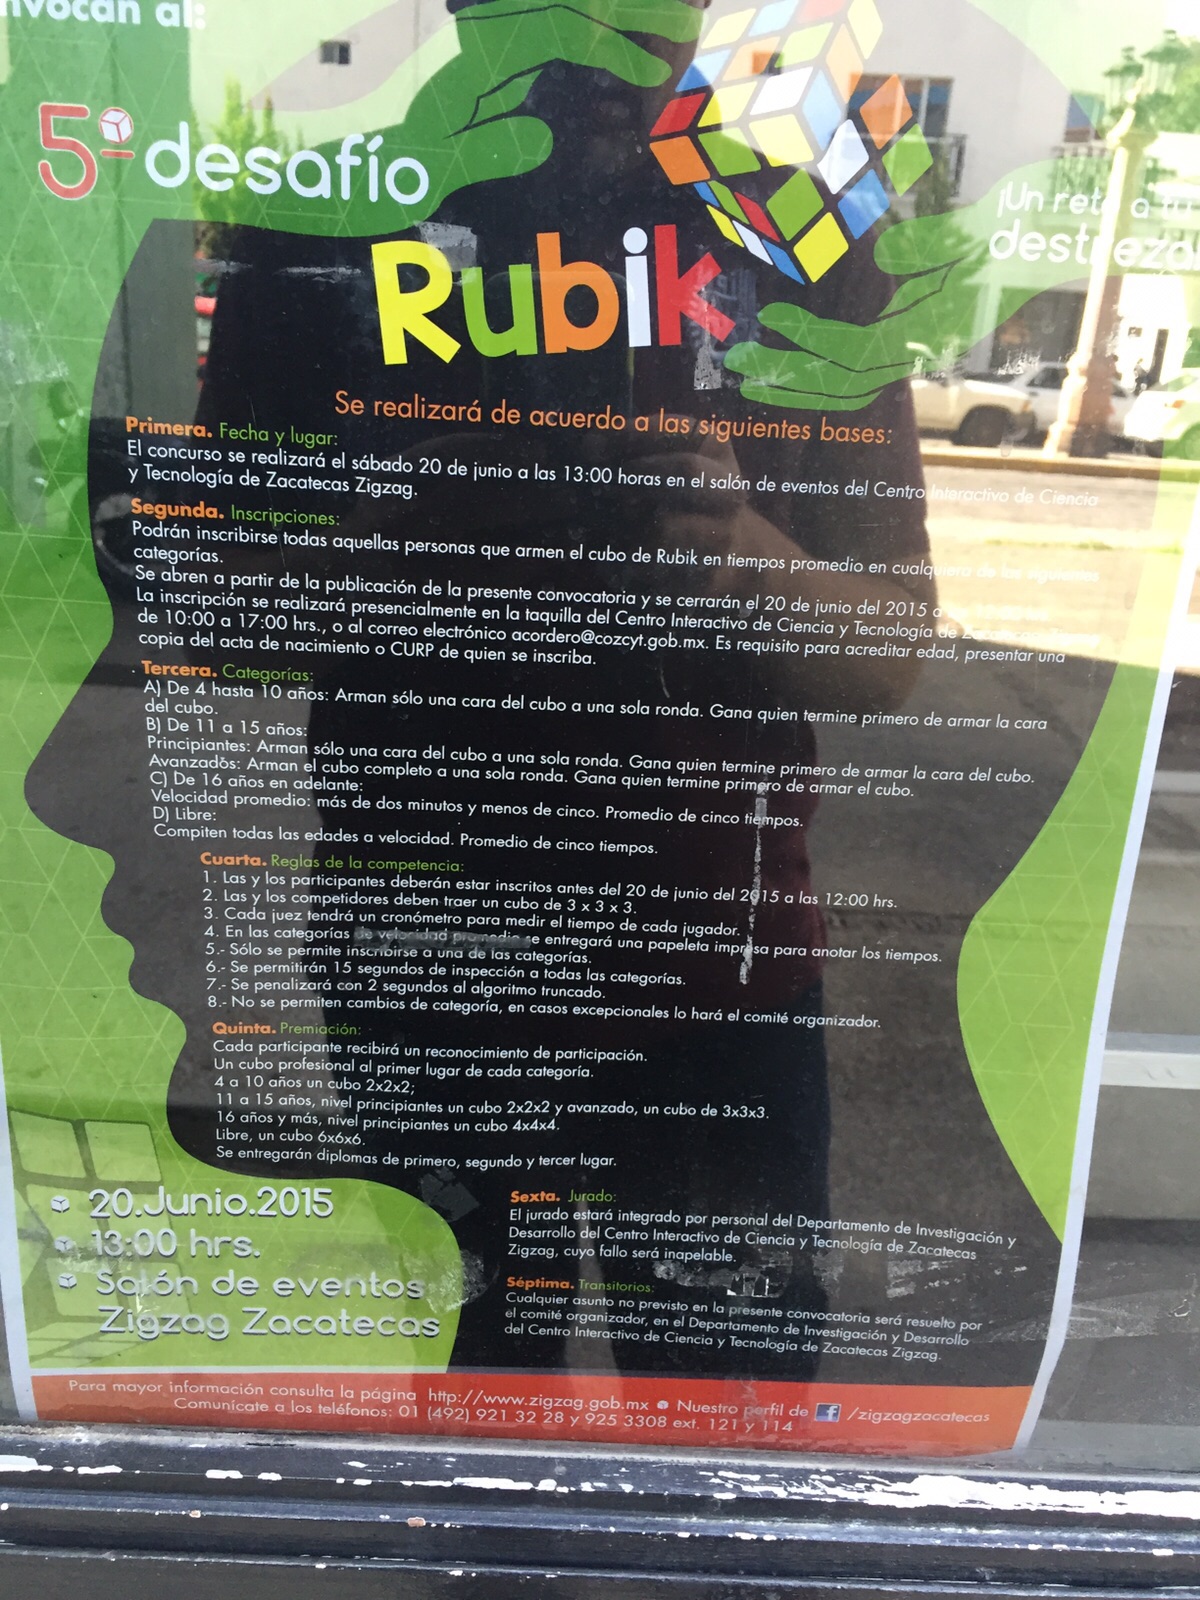 nvocan al:
5º desafío
Rubik
¡Un reto a tu
destreza!
Se realizará de acuerdo a las siguientes bases:
Primera. Fecha y lugar:
El concurso se realizará el sábado 20 de junio a las 13:00 horas en el salón de eventos del Centro Interactivo de Ciencia
y Tecnología de Zacatecas Zigzag.
Segunda. Inscripciones:
Podrán inscribirse todas aquellas personas que armen el cubo de Rubik en tiempos promedio en cualquiera de las siguientes
categorías.
Se abren a partir de la publicación de la presente convocatoria y se cerrarán el 20 de junio del 2015 a
La inscripción se realizará presencialmente en la taquilla del Centro Interactivo de Ciencia y Tecnología de Zacatecas
de 10:00 a 17:00 hrs., o al correo electrónico acordero@cozcyt.gob.mx. Es requisito para acreditar edad, presentar una
copia del acta de nacimiento o CURP de quien se inscriba.
Tercera. Categorías:
A) De 4 hasta 10 años: Arman sólo una cara del cubo a una sola ronda. Gana quien termine primero de armar la cara
del cubo.
B) De 11 a 15 años:
Principiantes: Arman sólo una cara del cubo a una sola ronda. Gana quien termine primero de armar la cara del cubo.
Avanzados: Arman el cubo completo a una sola ronda. Gana quien termine primero de armar el cubo.
C) De 16 años en adelante:
Velocidad promedio: más de dos minutos y menos de cinco. Promedio de cinco tiempos.
D) Libre:
Compiten todas las edades a velocidad. Promedio de cinco tiempos.
Cuarta. Reglas de la competencia:
1. Las y los participantes deberán estar inscritos antes del 20 de junio del 2015 a las 12:00 hrs.
2. Las y los competidores deben traer un cubo de 3 x 3 x 3.
3. Cada juez tendrá un cronómetro para medir el tiempo de cada jugador.
4. En las categorías de velocidad promedio se entregará una papeleta impresa para anotar los tiempos.
5.- Sólo se permite inscribirse a una de las categorías.
6.- Se permitirán 15 segundos de inspección a todas las categorías.
7.- Se penalizará con 2 segundos al algoritmo truncado.
8.- No se permiten cambios de categoría, en casos excepcionales lo hará el comité organizador.
Quinta. Premiación:
Cada participante recibirá un reconocimiento de participación.
Un cubo profesional al primer lugar de cada categoría.
4 a 10 años un cubo 2x2x2;
11 a 15 años, nivel principiantes un cubo 2x2x2 y avanzado, un cubo de 3x3x3.
16 años y más, nivel principiantes un cubo 4x4x4.
Libre, un cubo 6x6x6.
Se entregarán diplomas de primero, segundo y tercer lugar.
20.Junio.2015
13:00 hrs.
Salón de eventos
Zigzag Zacatecas
Sexta. Jurado:
El jurado estará integrado por personal del Departamento de Investigación y
Desarrollo del Centro Interactivo de Ciencia y Tecnología de Zacatecas
Zigzag, cuyo fallo será inapelable.
Séptima. Transitorios:
Cualquier asunto no previsto en la presente convocatoria será resuelto por
el comité organizador, en el Departamento de Investigación y Desarrollo
del Centro Interactivo de Ciencia y Tecnología de Zacatecas Zigzag.
Para mayor información consulta la página http://www.zigzag.gob.mx Nuestro perfil de f /zigzagzacatecas
Comunícate a los teléfonos: 01 (492) 921 32 28 y 925 3308 ext. 121 y 114